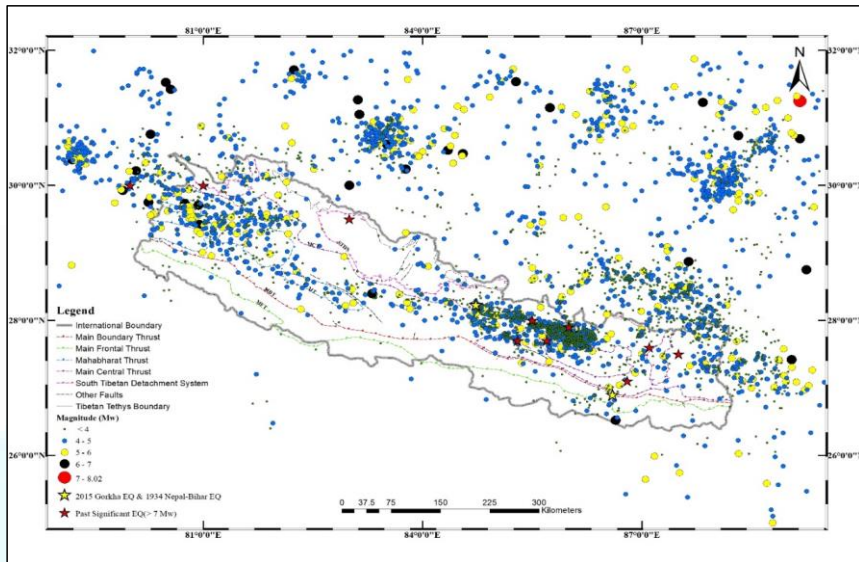 81°0'0"E 84°0'0"E 87°0'0"E
32°0'0"N
N
30°0'0"N
28°0'0"N
26°0'0"N
32°0'0"N
30°0'0"N
28°0'0"N
26°0'0"N
Legend
International Boundary
Main Boundary Thrust
Main Frontal Thrust
Mahabharat Thrust
Main Central Thrust
South Tibetan Detachment System
Other Faults
Tibetan Tethys Boundary
Magnitude (Mw)
< 4
4 - 5
5 - 6
6 - 7
7 - 8.02
2015 Gorkha EQ & 1934 Nepal-Bihar EQ
Past Significant EQ(> 7 Mw)
0 37.5 75 150 225 300
Kilometers
81°0'0"E 84°0'0"E 87°0'0"E